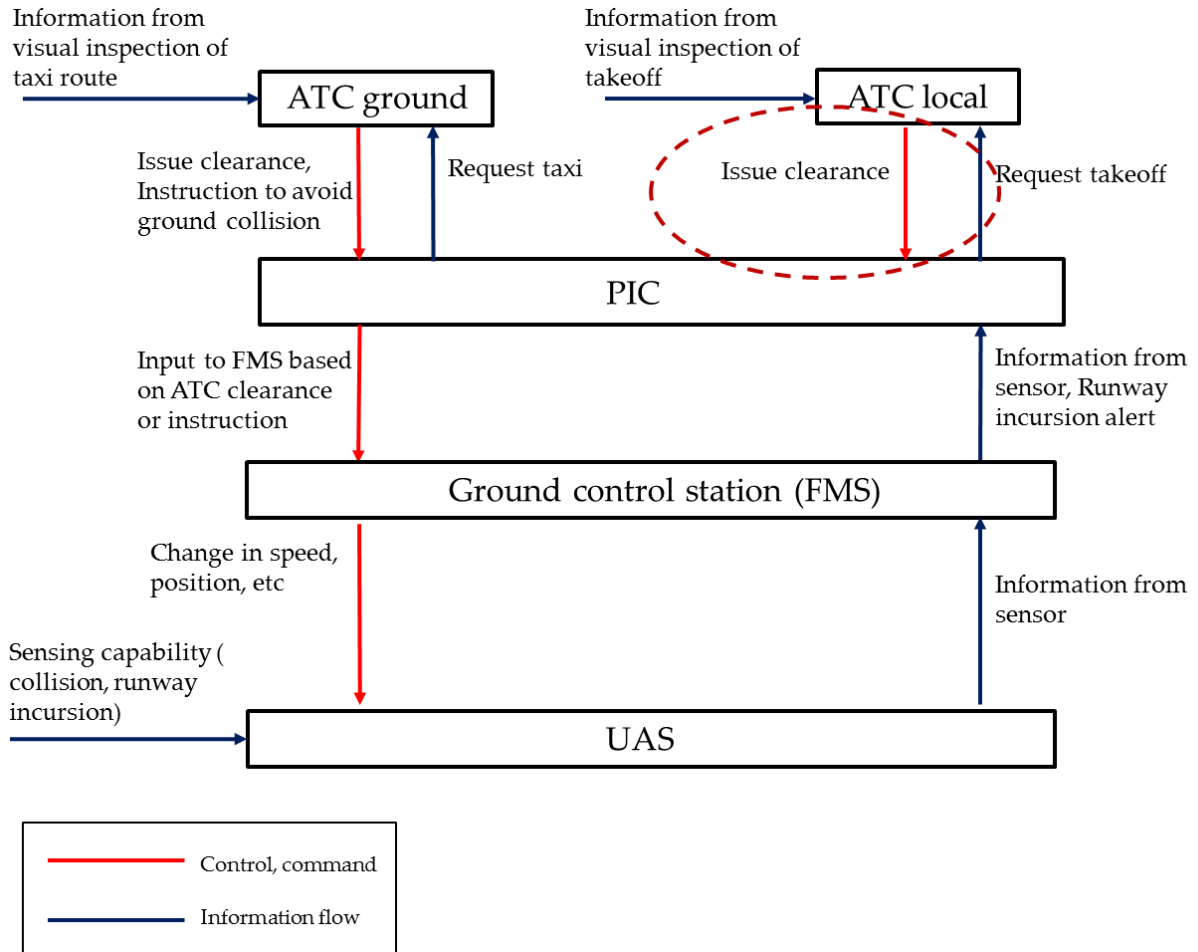 Information from
visual inspection of
taxi route
Information from
visual inspection of
takeoff
ATC ground
ATC local
Issue clearance,
Instruction to avoid
ground collision
Request taxi
Issue clearance
Request takeoff
PIC
Input to FMS based
on ATC clearance
or instruction
Information from
sensor, Runway
incursion alert
Ground control station (FMS)
Change in speed,
position, etc
Information from
sensor
Sensing capability (
collision, runway
incursion)
UAS
Control, command
Information flow